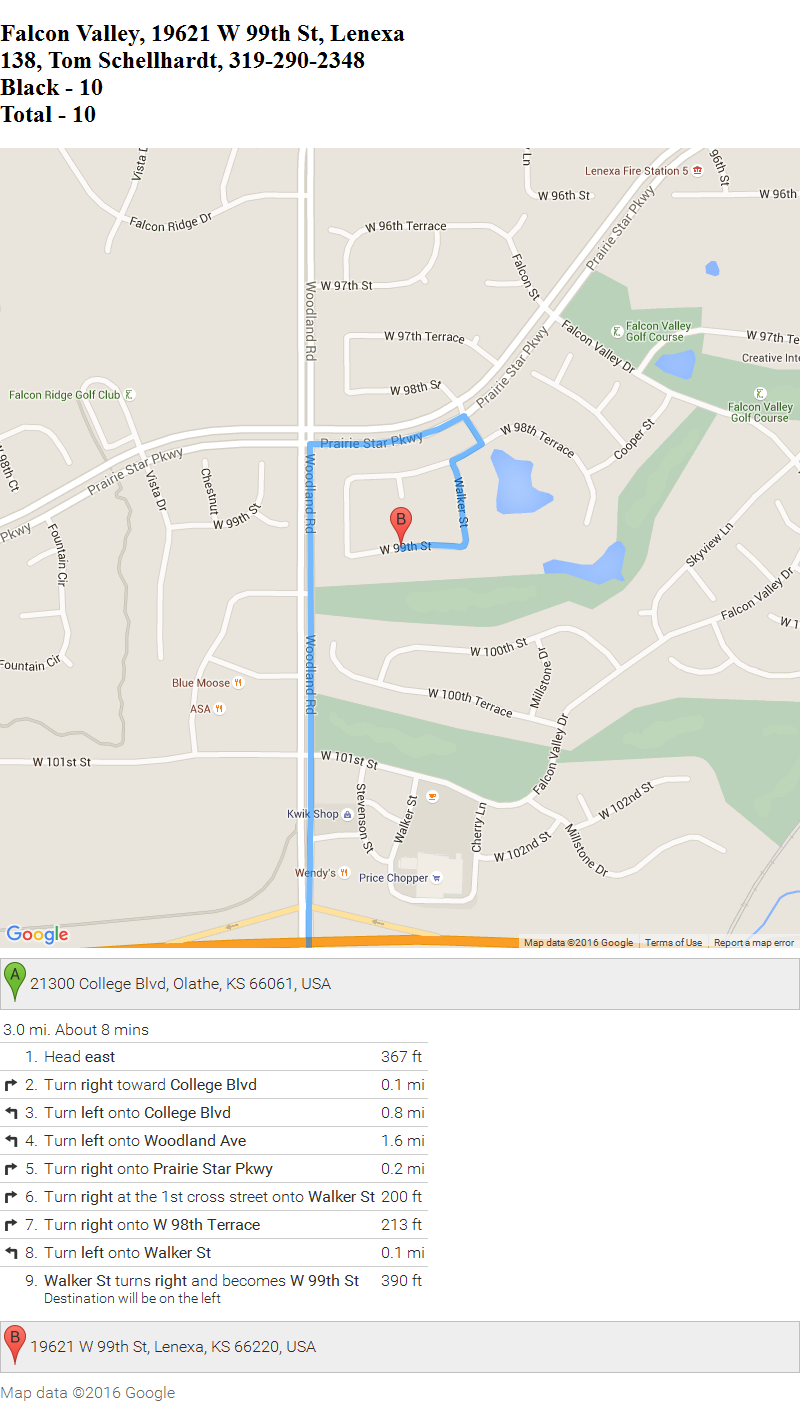 Falcon Valley, 19621 W 99th St, Lenexa
138, Tom Schellhardt, 319-290-2348
Black - 10
Total - 10
Vista D
Ln
Lenexa Fire Station 5
96th St
W 96th St
W 96th
Falcon Ridge Dr
W 96th Terrace
Prairie Star Pkwy
Falcon St
W 97th St
Woodland Rd
Falcon Valley
Golf Course
W 97th Terrace
Prairie Star Pkwy
Falcon Valley Dr
W 97th Te
Creative Inte
W 98th St
Falcon Ridge Golf Club
Falcon Valley
Golf Course
Prairie Star Pkwy
W 98th Terrace
Cooper St
W 98th Ct
Prairie Star Pkwy
Vista Dr
Chestnut
Woodland Rd
Walker St
B
W 99th St
Pkwy
Fountain Cir
W 99th St
Skyview Ln
Falcon Valley Dr
W 1
Fountain Cir
Woodland Rd
W 100th St
Millstone Dr
Blue Moose
W 100th Terrace
ASA
Falcon Valley Dr
W 101st St
W 101st St
Stevenson St
Walker St
Cherry Ln
W 102nd St
Kwik Shop
W 102nd St
Millstone Dr
Wendy's
Price Chopper
Google
Map data ©2016 Google
Terms of Use
Report a map error
A
21300 College Blvd, Olathe, KS 66061, USA
3.0 mi. About 8 mins
1. Head east 367 ft
2. Turn right toward College Blvd 0.1 mi
3. Turn left onto College Blvd 0.8 mi
4. Turn left onto Woodland Ave 1.6 mi
5. Turn right onto Prairie Star Pkwy 0.2 mi
6. Turn right at the 1st cross street onto Walker St 200 ft
7. Turn right onto W 98th Terrace 213 ft
8. Turn left onto Walker St 0.1 mi
9. Walker St turns right and becomes W 99th St 390 ft
Destination will be on the left
B
19621 W 99th St, Lenexa, KS 66220, USA
Map data ©2016 Google